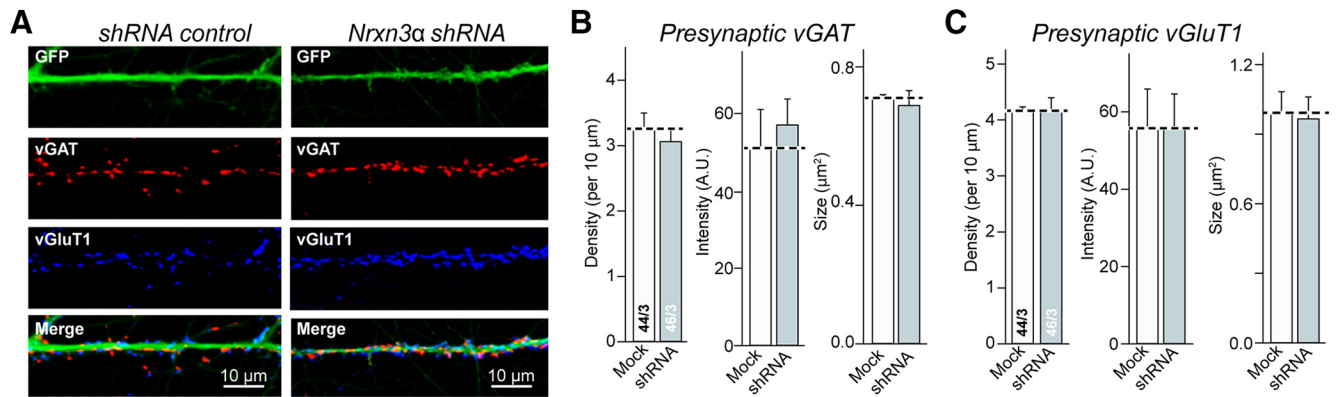 A
shRNA control
Nrxn3α shRNA
GFP
GFP
vGAT
vGAT
vGluT1
vGluT1
Merge
Merge
10 µm
10 µm
B
Presynaptic vGAT
Density (per 10 µm)
4
3
3
1
0
44/3
46/3
Mock
shRNA
Intensity (A.U.)
60
40
20
0
Mock
shRNA
Size (µm²)
0.8
0.4
0.0
Mock
shRNA
C
Presynaptic vGluT1
Density (per 10 µm)
5
4
3
2
1
0
44/3
46/3
Mock
shRNA
Intensity (A.U.)
60
40
20
0
Mock
shRNA
Size (µm²)
1.2
0.6
0.0
Mock
shRNA